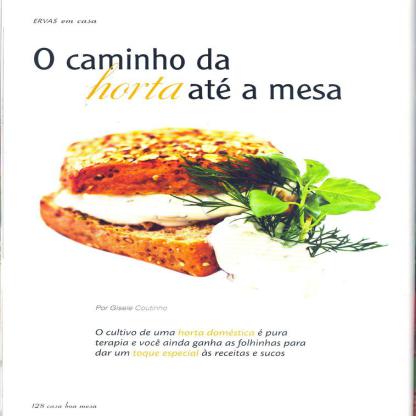 ERVAS em casa
O caminho da
horta até a mesa
Por Gisele Coutinho
O cultivo de uma horta doméstica é pura
terapia e você ainda ganha as folhinhas para
dar um toque especial às receitas e sucos
128 casa boa mesa